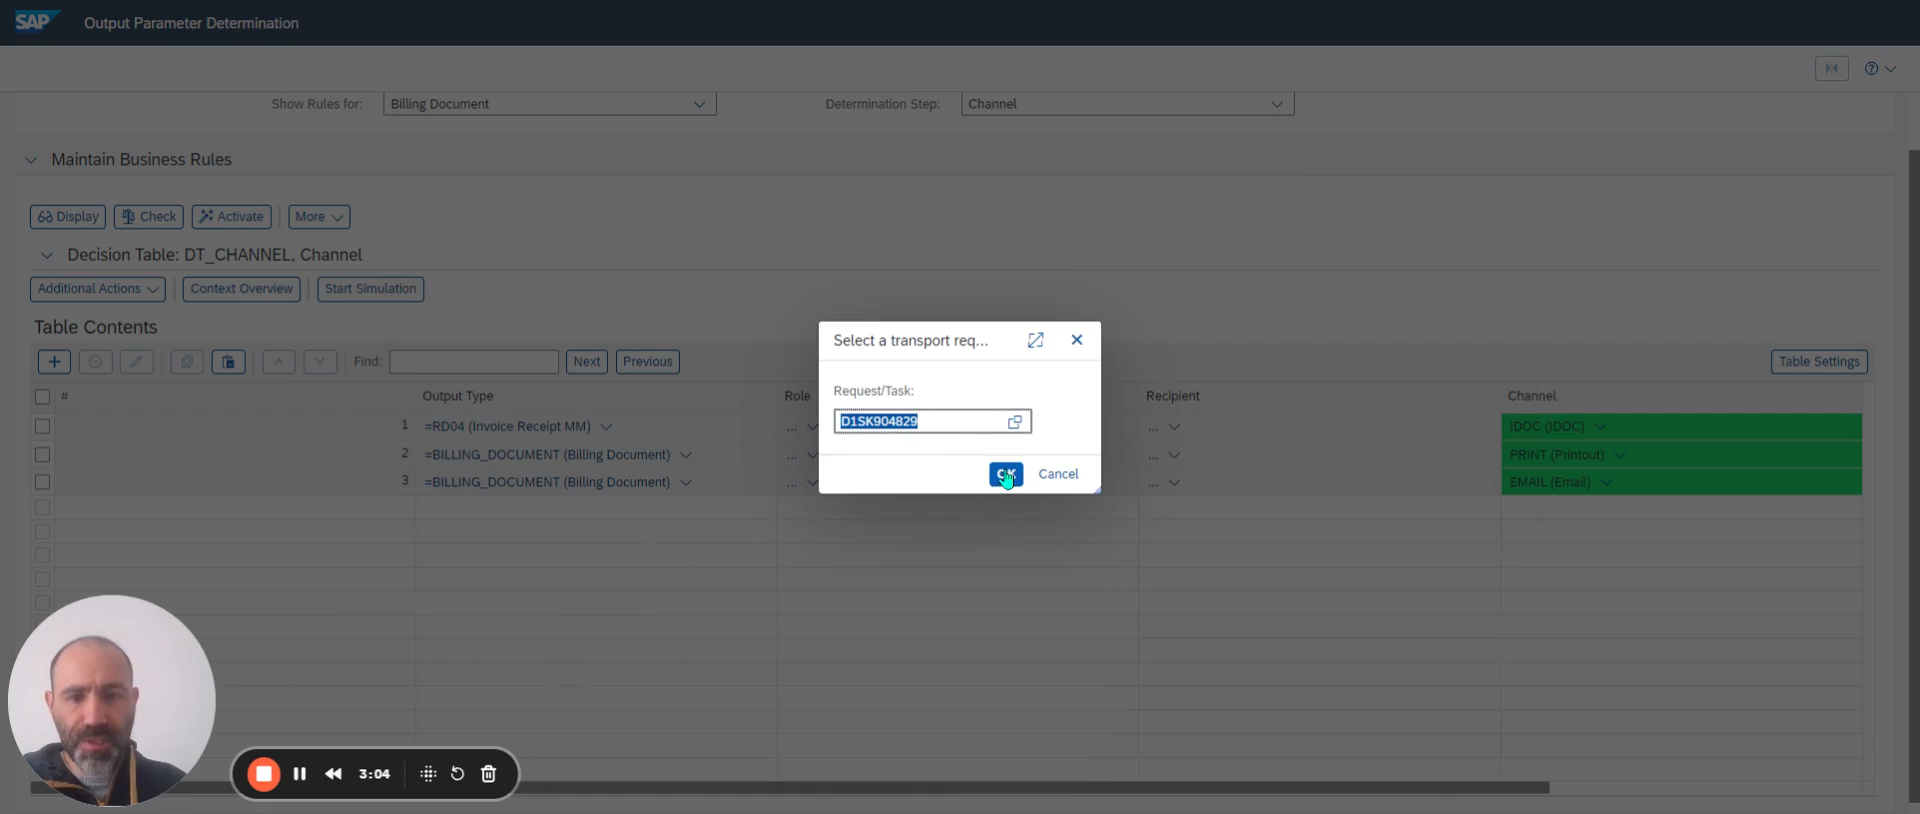 SAP Output Parameter Determination
Show Rules for: Billing Document Determination Step: Channel
Maintain Business Rules
Display Check Activate More
Decision Table: DT_CHANNEL, Channel
Additional Actions Context Overview Start Simulation
Table Contents
Find: Next Previous Table Settings
# Output Type Role Recipient Channel
1 =RD04 (Invoice Receipt MM) ... ... IDOC (IDOC)
2 =BILLING_DOCUMENT (Billing Document) ... ... PRINT (Printout)
3 =BILLING_DOCUMENT (Billing Document) ... ... EMAIL (Email)
Select a transport req...
Request/Task:
D1SK904829
OK Cancel
3:04